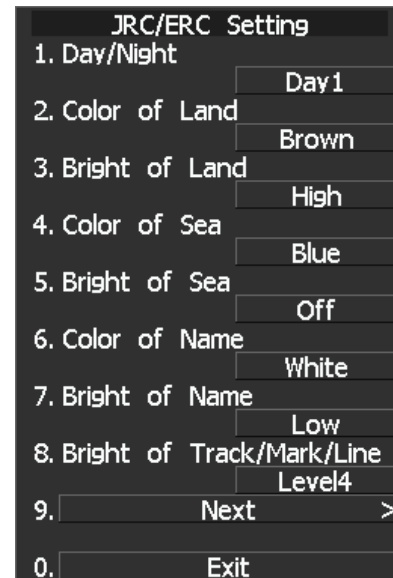 JRC/ERC Setting
1. Day/Night
Day1
2. Color of Land
Brown
3. Bright of Land
High
4. Color of Sea
Blue
5. Bright of Sea
Off
6. Color of Name
White
7. Bright of Name
Low
8. Bright of Track/Mark/Line
Level4
9. Next >
0. Exit